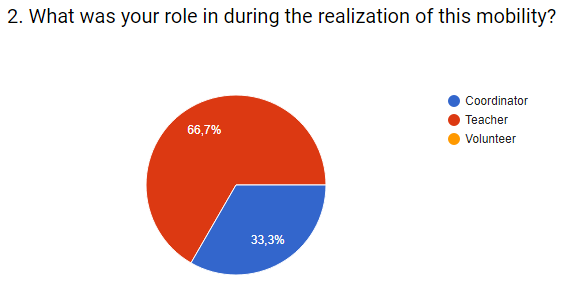 2. What was your role in during the realization of this mobility?
Coordinator
Teacher
Volunteer
66,7%
33,3%